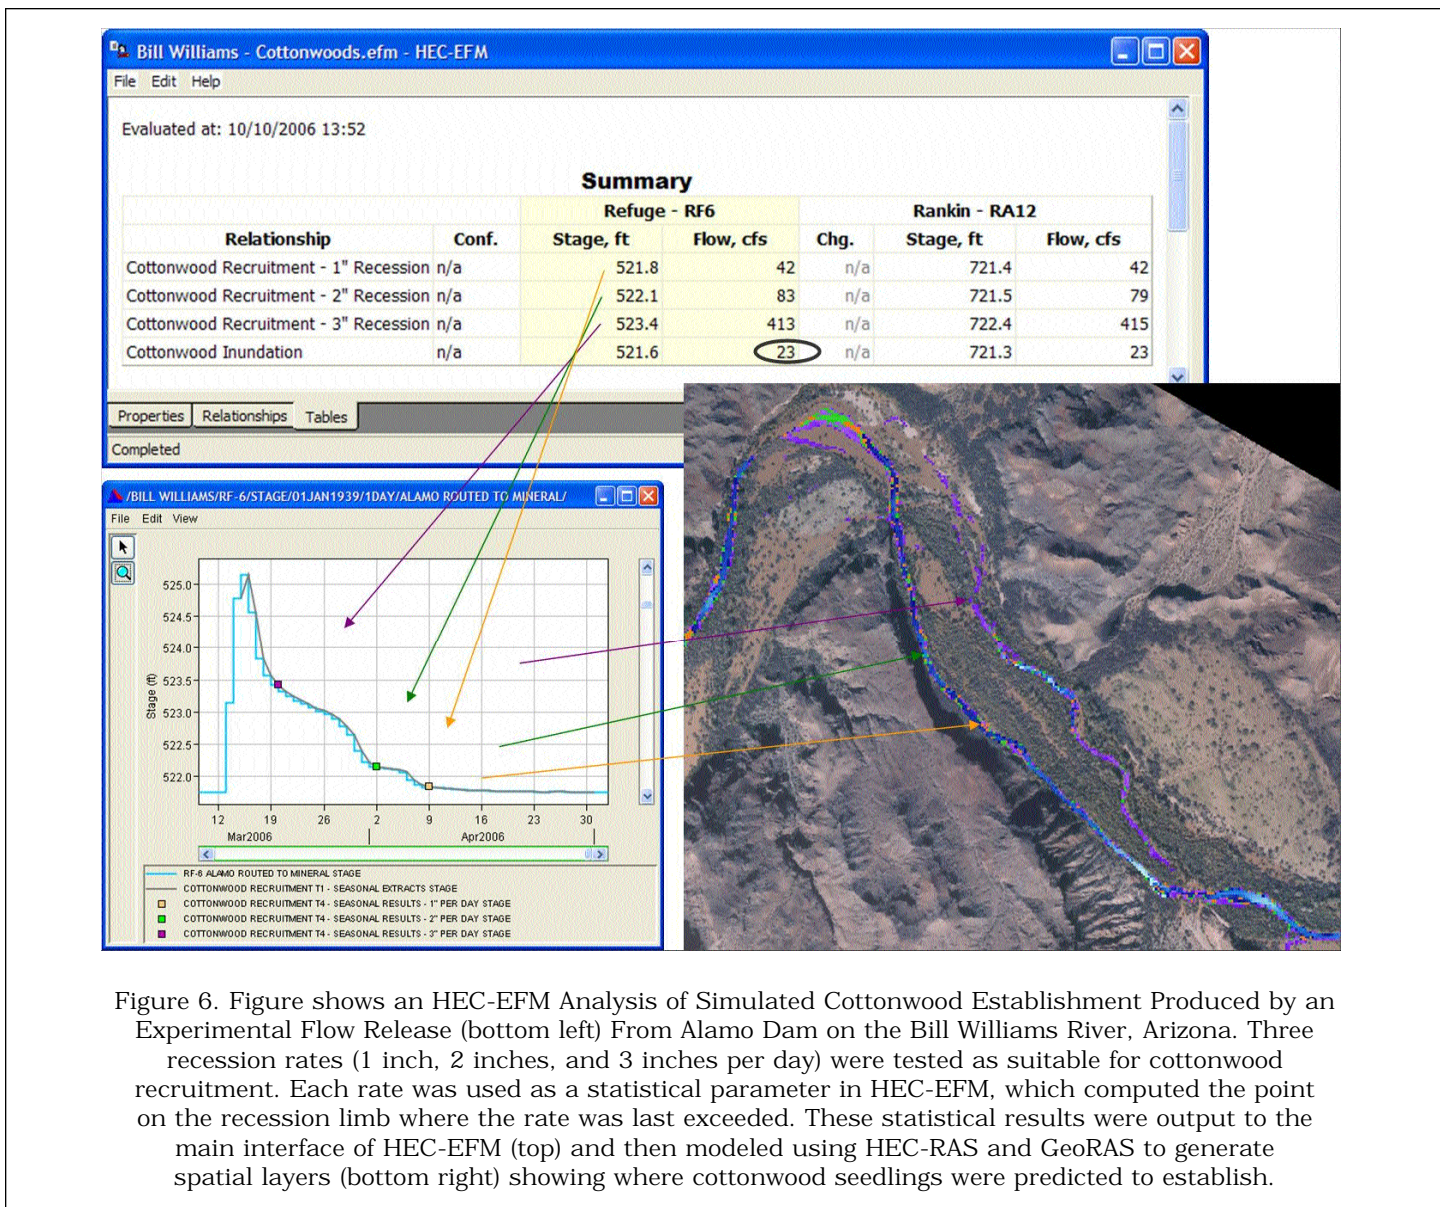 Bill Williams - Cottonwoods.efm - HEC-EFM
File Edit Help
Evaluated at: 10/10/2006 13:52
Summary
Refuge - RF6 Rankin - RA12
Relationship Conf. Stage, ft Flow, cfs Chg. Stage, ft Flow, cfs
Cottonwood Recruitment - 1" Recession n/a 521.8 42 n/a 721.4 42
Cottonwood Recruitment - 2" Recession n/a 522.1 83 n/a 721.5 79
Cottonwood Recruitment - 3" Recession n/a 523.4 413 n/a 722.4 415
Cottonwood Inundation n/a 521.6 23 n/a 721.3 23
Properties Relationships Tables
Completed
/BILL WILLIAMS/RF-6/STAGE/01JAN1939/1DAY/ALAMO ROUTED TO MINERAL/
File Edit View
Stage (ft)
525.0
524.5
524.0
523.5
523.0
522.5
522.0
12 19 26 2 9 16 23 30
Mar2006 Apr2006
RF-6 ALAMO ROUTED TO MINERAL STAGE
COTTONWOOD RECRUITMENT T1 - SEASONAL EXTRACTS STAGE
COTTONWOOD RECRUITMENT T4 - SEASONAL RESULTS - 1" PER DAY STAGE
COTTONWOOD RECRUITMENT T4 - SEASONAL RESULTS - 2" PER DAY STAGE
COTTONWOOD RECRUITMENT T4 - SEASONAL RESULTS - 3" PER DAY STAGE
Figure 6. Figure shows an HEC-EFM Analysis of Simulated Cottonwood Establishment Produced by an
Experimental Flow Release (bottom left) From Alamo Dam on the Bill Williams River, Arizona. Three
recession rates (1 inch, 2 inches, and 3 inches per day) were tested as suitable for cottonwood
recruitment. Each rate was used as a statistical parameter in HEC-EFM, which computed the point
on the recession limb where the rate was last exceeded. These statistical results were output to the
main interface of HEC-EFM (top) and then modeled using HEC-RAS and GeoRAS to generate
spatial layers (bottom right) showing where cottonwood seedlings were predicted to establish.